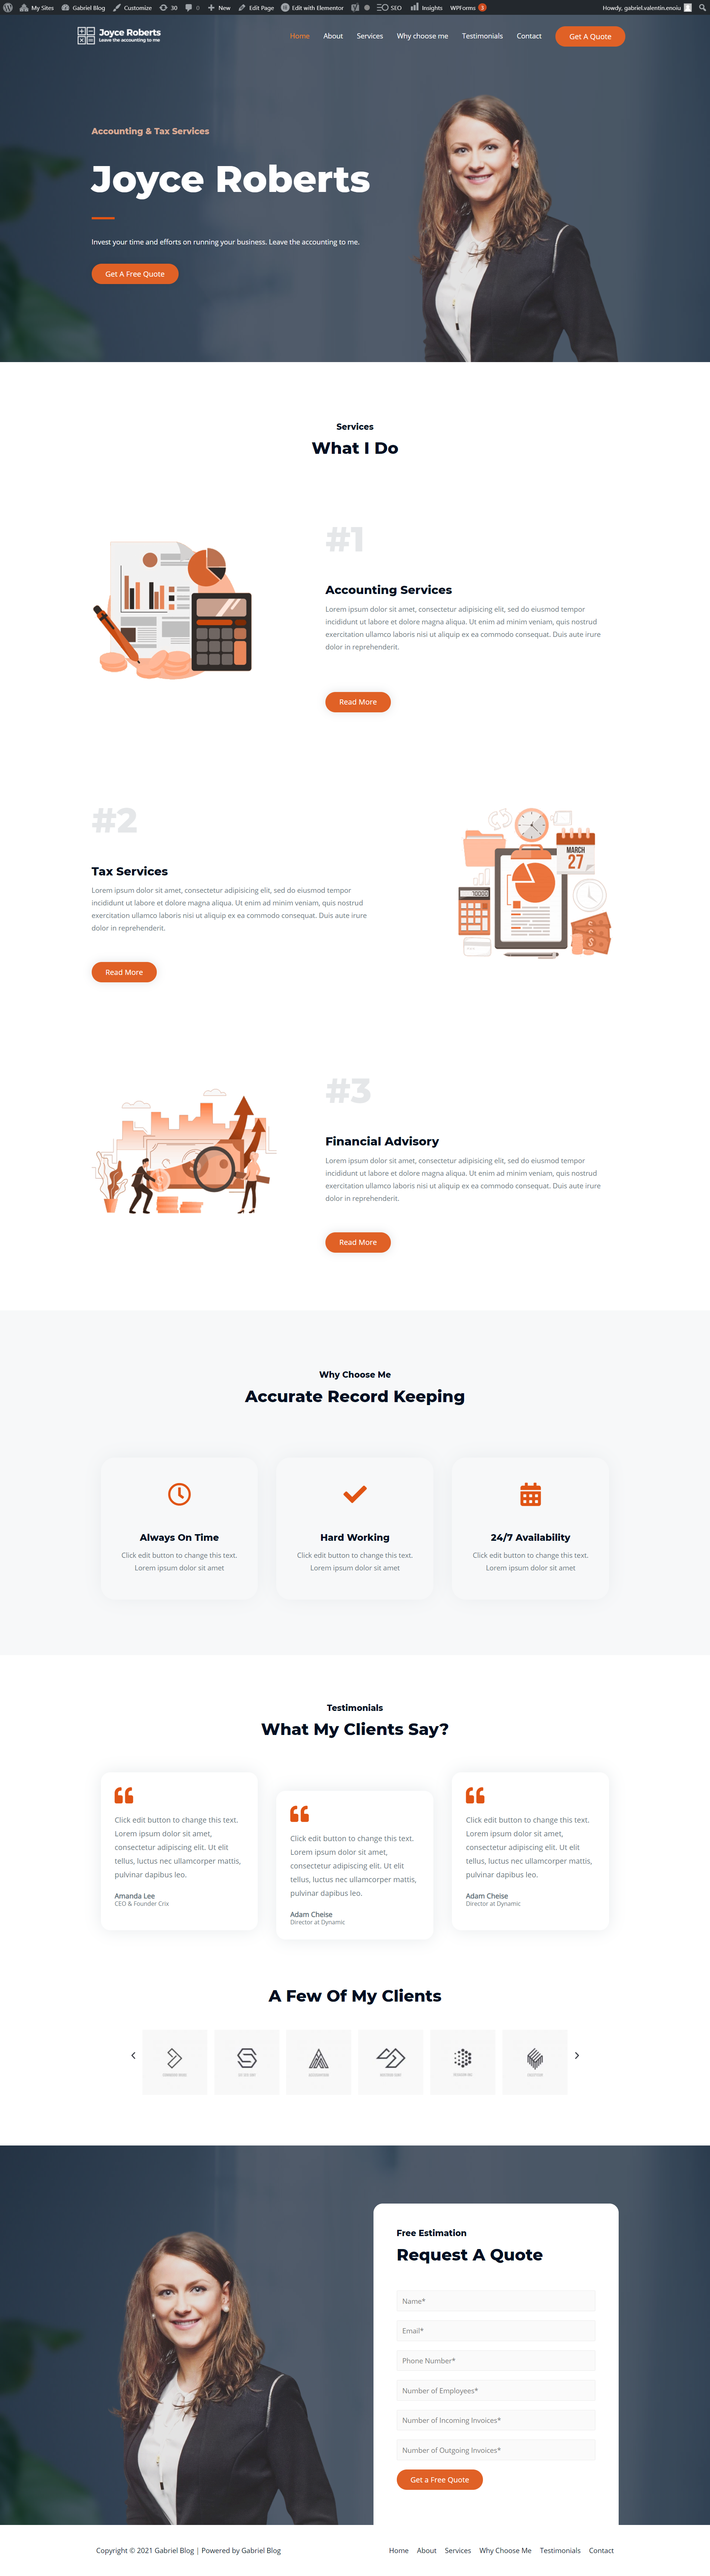 My Sites Gabriel Blog Customize 30 0 New Edit Page Edit with Elementor SEO Insights WPForms 3 Howdy, gabriel.valentin.enoiu
Joyce Roberts
Leave the accounting to me
Home About Services Why choose me Testimonials Contact Get A Quote
Accounting & Tax Services
Joyce Roberts
Invest your time and efforts on running your business. Leave the accounting to me.
Get A Free Quote
Services
What I Do
#1
Accounting Services
Lorem ipsum dolor sit amet, consectetur adipisicing elit, sed do eiusmod tempor
incididunt ut labore et dolore magna aliqua. Ut enim ad minim veniam, quis nostrud
exercitation ullamco laboris nisi ut aliquip ex ea commodo consequat. Duis aute irure
dolor in reprehenderit.
Read More
#2
Tax Services
Lorem ipsum dolor sit amet, consectetur adipisicing elit, sed do eiusmod tempor
incididunt ut labore et dolore magna aliqua. Ut enim ad minim veniam, quis nostrud
exercitation ullamco laboris nisi ut aliquip ex ea commodo consequat. Duis aute irure
dolor in reprehenderit.
Read More
MARCH
27
#3
Financial Advisory
Lorem ipsum dolor sit amet, consectetur adipisicing elit, sed do eiusmod tempor
incididunt ut labore et dolore magna aliqua. Ut enim ad minim veniam, quis nostrud
exercitation ullamco laboris nisi ut aliquip ex ea commodo consequat. Duis aute irure
dolor in reprehenderit.
Read More
Why Choose Me
Accurate Record Keeping
Always On Time
Click edit button to change this text.
Lorem ipsum dolor sit amet
Hard Working
Click edit button to change this text.
Lorem ipsum dolor sit amet
24/7 Availability
Click edit button to change this text.
Lorem ipsum dolor sit amet
Testimonials
What My Clients Say?
Click edit button to change this text.
Lorem ipsum dolor sit amet,
consectetur adipiscing elit. Ut elit
tellus, luctus nec ullamcorper mattis,
pulvinar dapibus leo.
Amanda Lee
CEO & Founder Crix
Click edit button to change this text.
Lorem ipsum dolor sit amet,
consectetur adipiscing elit. Ut elit
tellus, luctus nec ullamcorper mattis,
pulvinar dapibus leo.
Adam Cheise
Director at Dynamic
Click edit button to change this text.
Lorem ipsum dolor sit amet,
consectetur adipiscing elit. Ut elit
tellus, luctus nec ullamcorper mattis,
pulvinar dapibus leo.
Adam Cheise
Director at Dynamic
A Few Of My Clients
Free Estimation
Request A Quote
Name*
Email*
Phone Number*
Number of Employees*
Number of Incoming Invoices*
Number of Outgoing Invoices*
Get a Free Quote
Copyright © 2021 Gabriel Blog | Powered by Gabriel Blog
Home About Services Why Choose Me Testimonials Contact